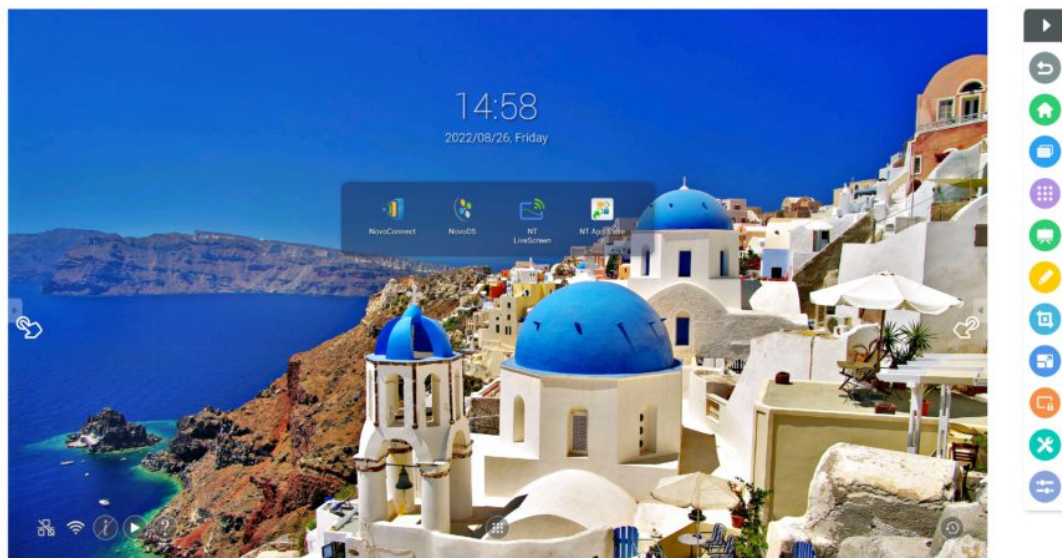 14:58
2022/08/26, Friday
NovoConnect
NovoDS
NT
LiveScreen
NT App Store
?